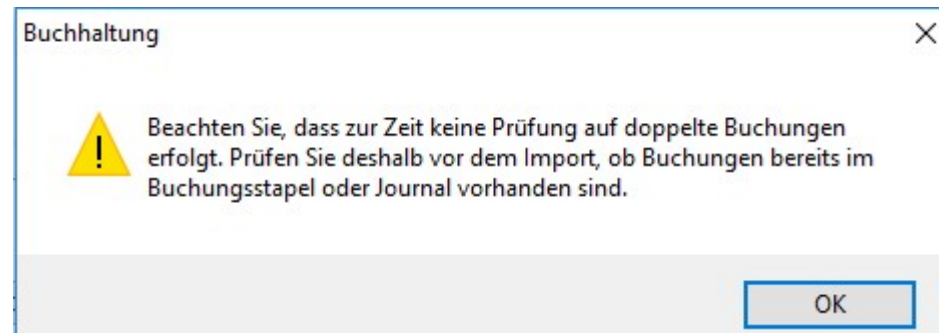 Buchhaltung
Beachten Sie, dass zur Zeit keine Prüfung auf doppelte Buchungen
erfolgt. Prüfen Sie deshalb vor dem Import, ob Buchungen bereits im
Buchungsstapel oder Journal vorhanden sind.
OK